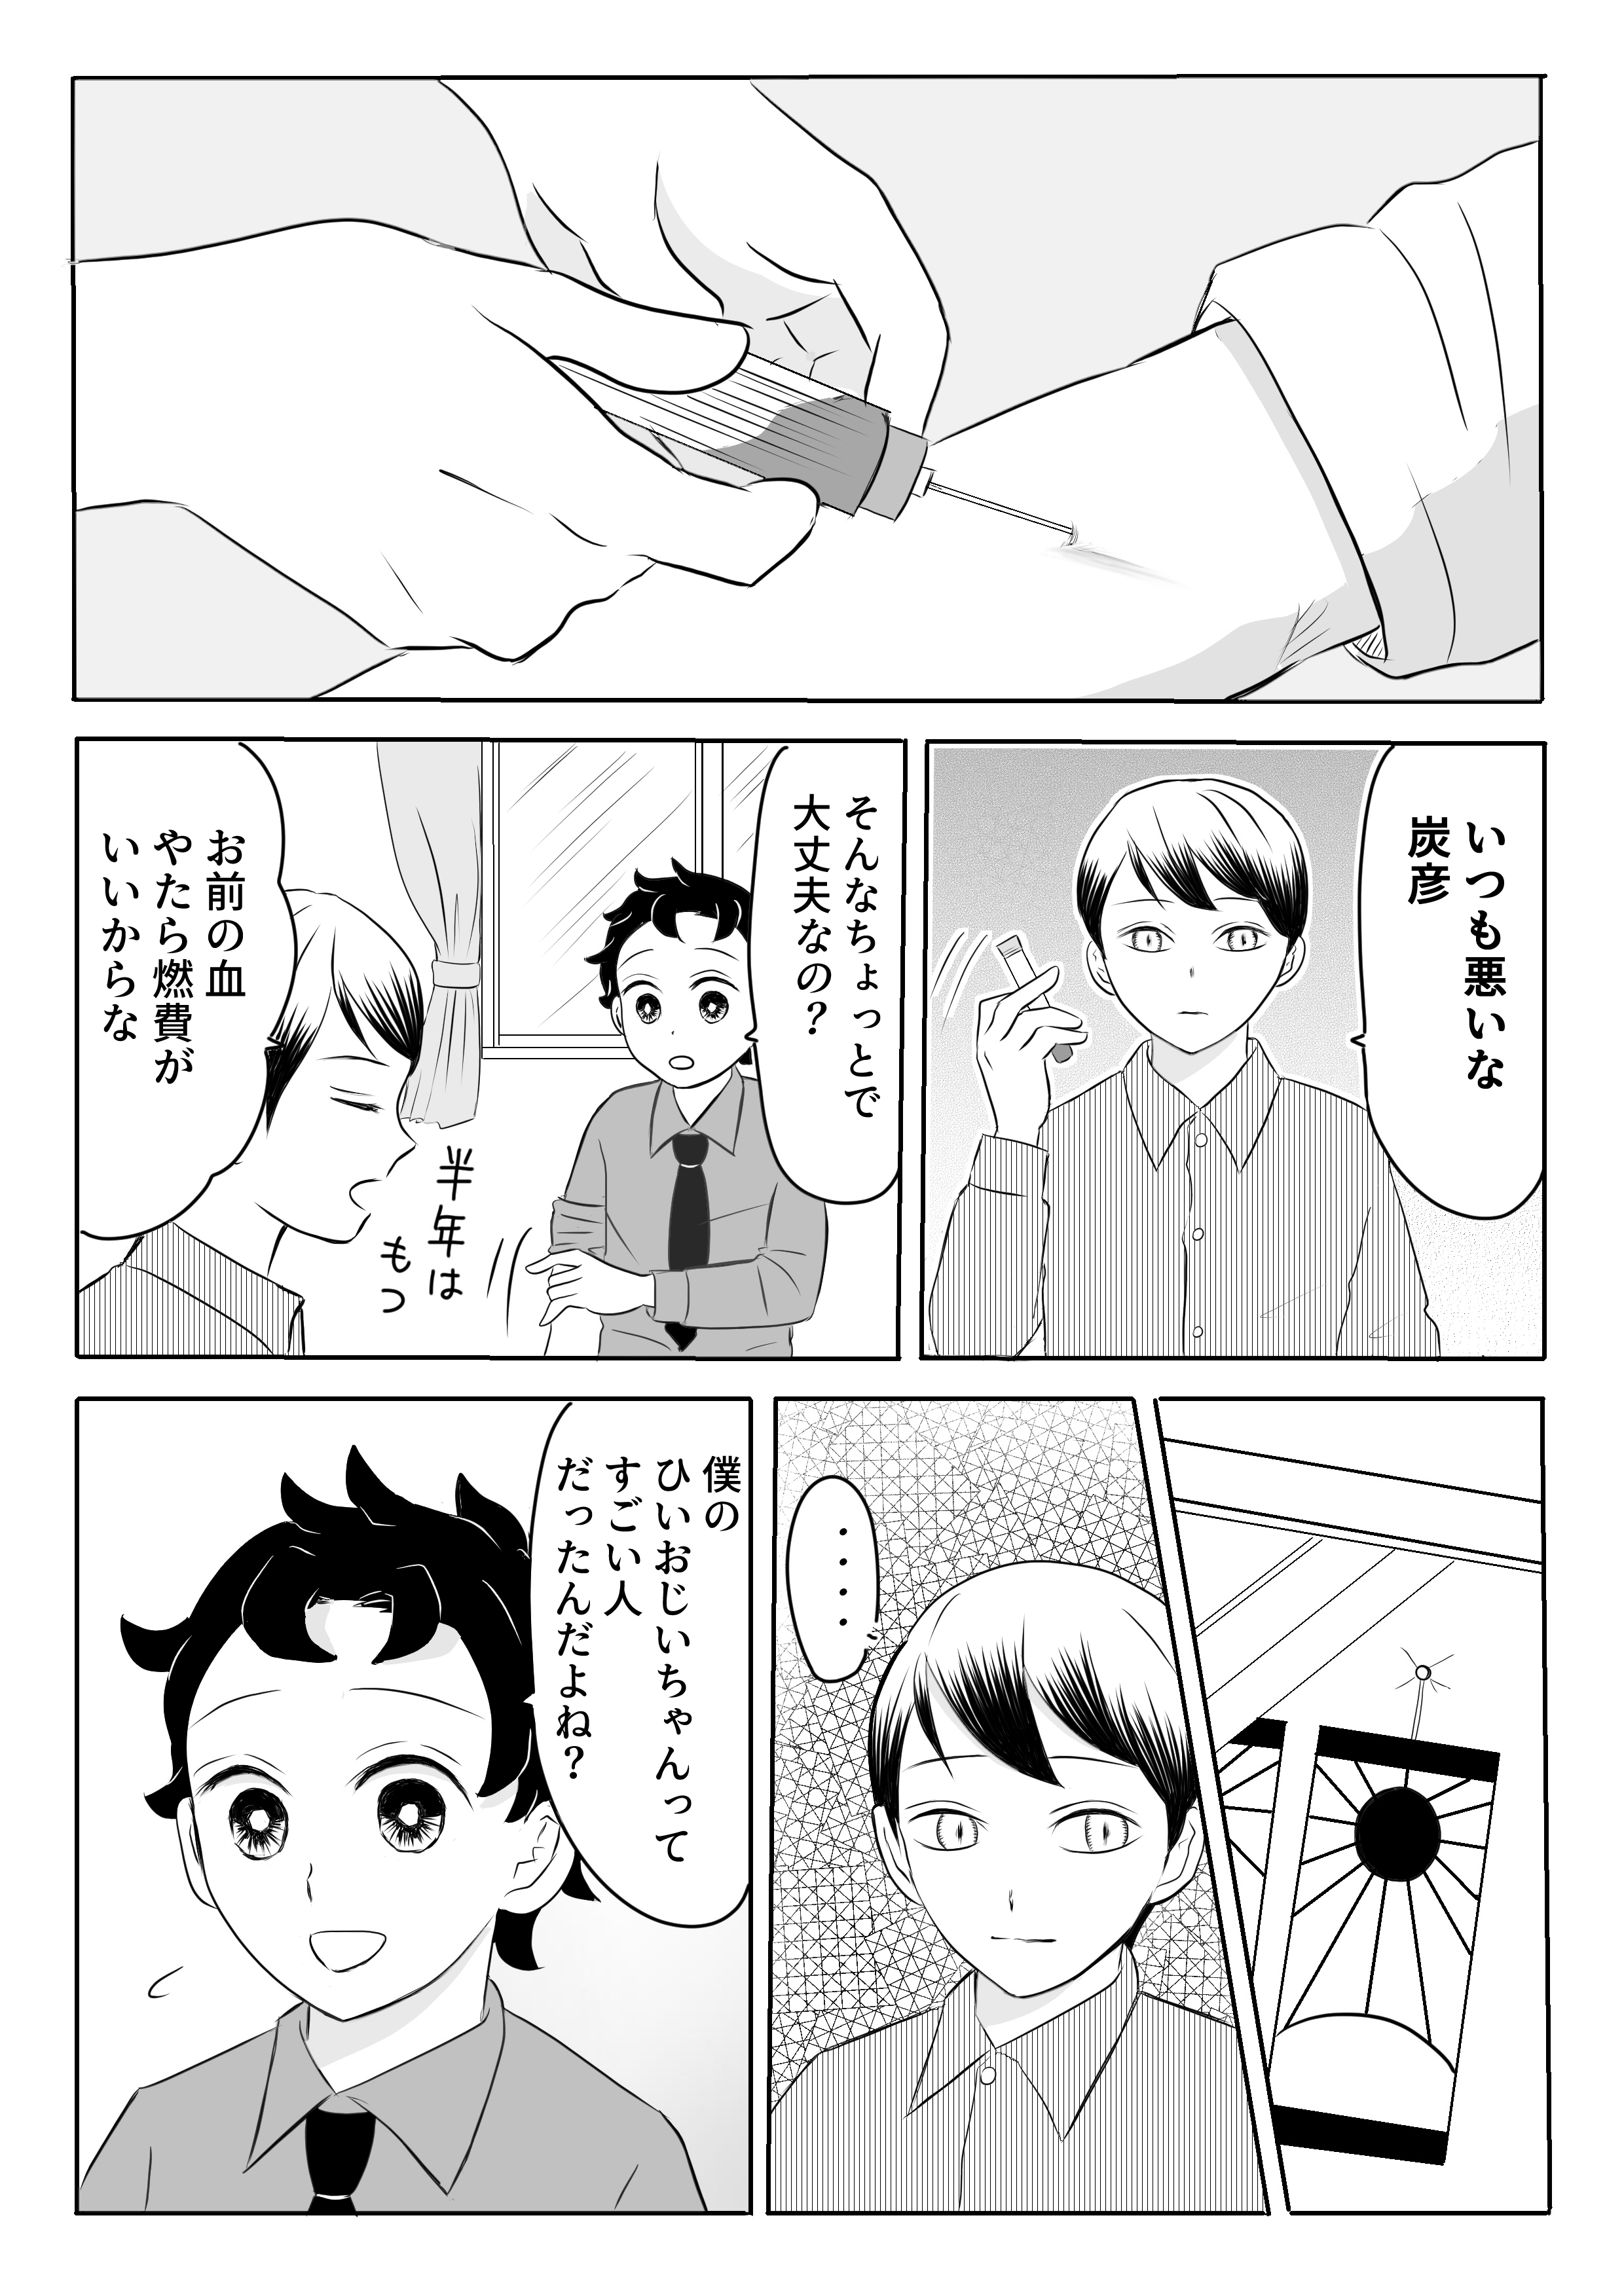 いつも悪いな
炭彦
そんなちょっとで
大丈夫なの？
お前の血
やたら燃費が
いいからな
半年は
もつ
・・・・
僕の
ひいおじいちゃんって
すごい人
だったんだよね？